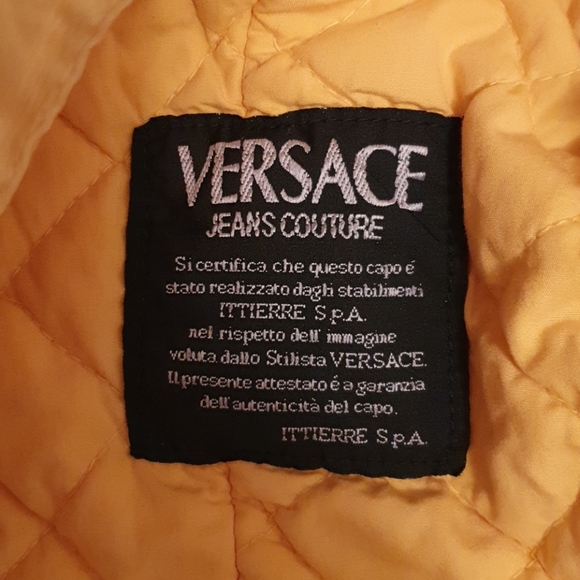 VERSACE
JEANS COUTURE
Si certifica che questo capo é
stato realizzato dagli stabilimenti
ITTIERRE S.p.A.
nel rispetto dell' immagine
voluta dallo Stilista VERSACE.
Il presente attestato é a garanzia
dell'autenticità del capo.
ITTIERRE S.p.A.